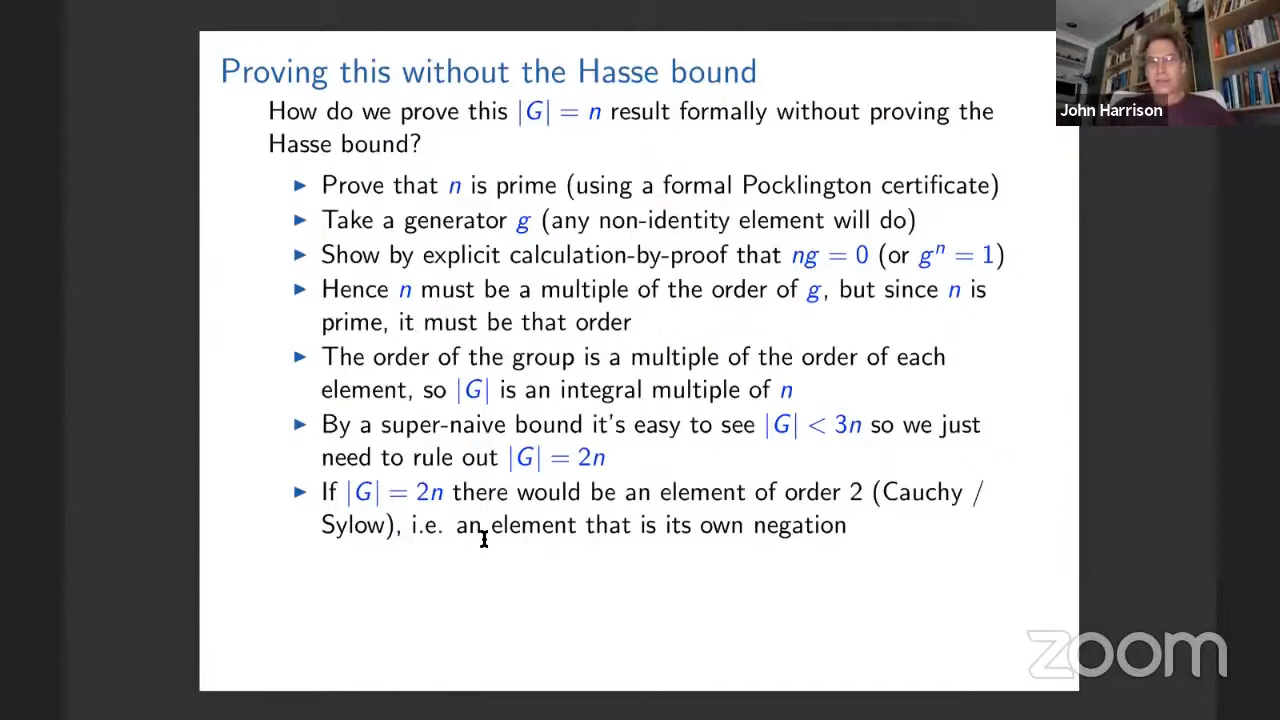 Proving this without the Hasse bound
How do we prove this |G| = n result formally without proving the
Hasse bound?
▶ Prove that n is prime (using a formal Pocklington certificate)
▶ Take a generator g (any non-identity element will do)
▶ Show by explicit calculation-by-proof that ng = 0 (or gⁿ = 1)
▶ Hence n must be a multiple of the order of g, but since n is
prime, it must be that order
▶ The order of the group is a multiple of the order of each
element, so |G| is an integral multiple of n
▶ By a super-naive bound it's easy to see |G| < 3n so we just
need to rule out |G| = 2n
▶ If |G| = 2n there would be an element of order 2 (Cauchy /
Sylow), i.e. an element that is its own negation
John Harrison
zoom